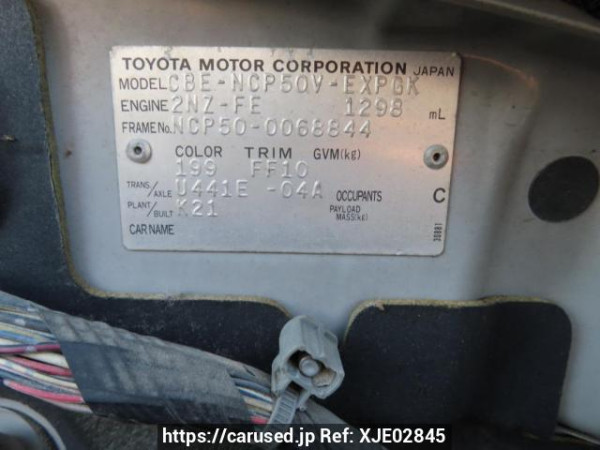 TOYOTA MOTOR CORPORATION JAPAN
MODEL CBE-NCP50V-EXPGK
ENGINE 2NZ-FE 1298 mL
FRAME No. NCP50-0068844
COLOR TRIM GVM(kg)
199 FF10
TRANS/AXLE U441E -04A OCCUPANTS C
PLANT/BUILT K21 PAYLOAD MASS(kg)
CAR NAME
30881
https://carused.jp Ref: XJE02845